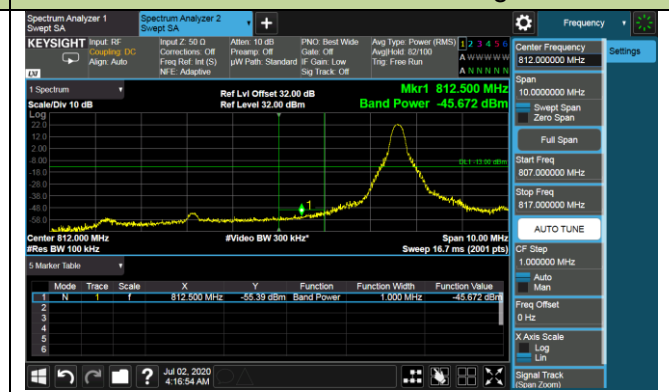 Spectrum Analyzer 1
Swept SA
Spectrum Analyzer 2
Swept SA
Frequency
KEYSIGHT
Input: RF
Coupling: DC
Align: Auto
Input Z: 50 Ω
Corrections: Off
Freq Ref: Int (S)
NFE: Adaptive
Atten: 10 dB
Preamp: Off
µW Path: Standard
PNO: Best Wide
Gate: Off
IF Gain: Low
Sig Track: Off
Avg Type: Power (RMS)
Avg|Hold: 82/100
Trig: Free Run
1 2 3 4 5 6
A W W W W W
A N N N N N
LXI
Center Frequency
812.000000 MHz
Settings
Span
10.0000000 MHz
Swept Span
Zero Span
Full Span
Start Freq
807.000000 MHz
Stop Freq
817.000000 MHz
AUTO TUNE
CF Step
1.000000 MHz
Auto
Man
Freq Offset
0 Hz
X Axis Scale
Log
Lin
Signal Track
(Span Zoom)
1 Spectrum
Scale/Div 10 dB
Ref Lvl Offset 32.00 dB
Ref Level 32.00 dBm
Mkr1 812.500 MHz
Band Power -45.672 dBm
Log
22.0
12.0
2.00
-8.00
-18.0
-28.0
-38.0
-48.0
-58.0
DL1 -13.00 dBm
1
Center 812.000 MHz
#Res BW 100 kHz
#Video BW 300 kHz*
Span 10.00 MHz
Sweep 16.7 ms (2001 pts)
5 Marker Table
Mode Trace Scale X Y Function Function Width Function Value
1 N 1 f 812.500 MHz -55.39 dBm Band Power 1.000 MHz -45.672 dBm
2
3
4
5
6
?
Jul 02, 2020
4:16:54 AM